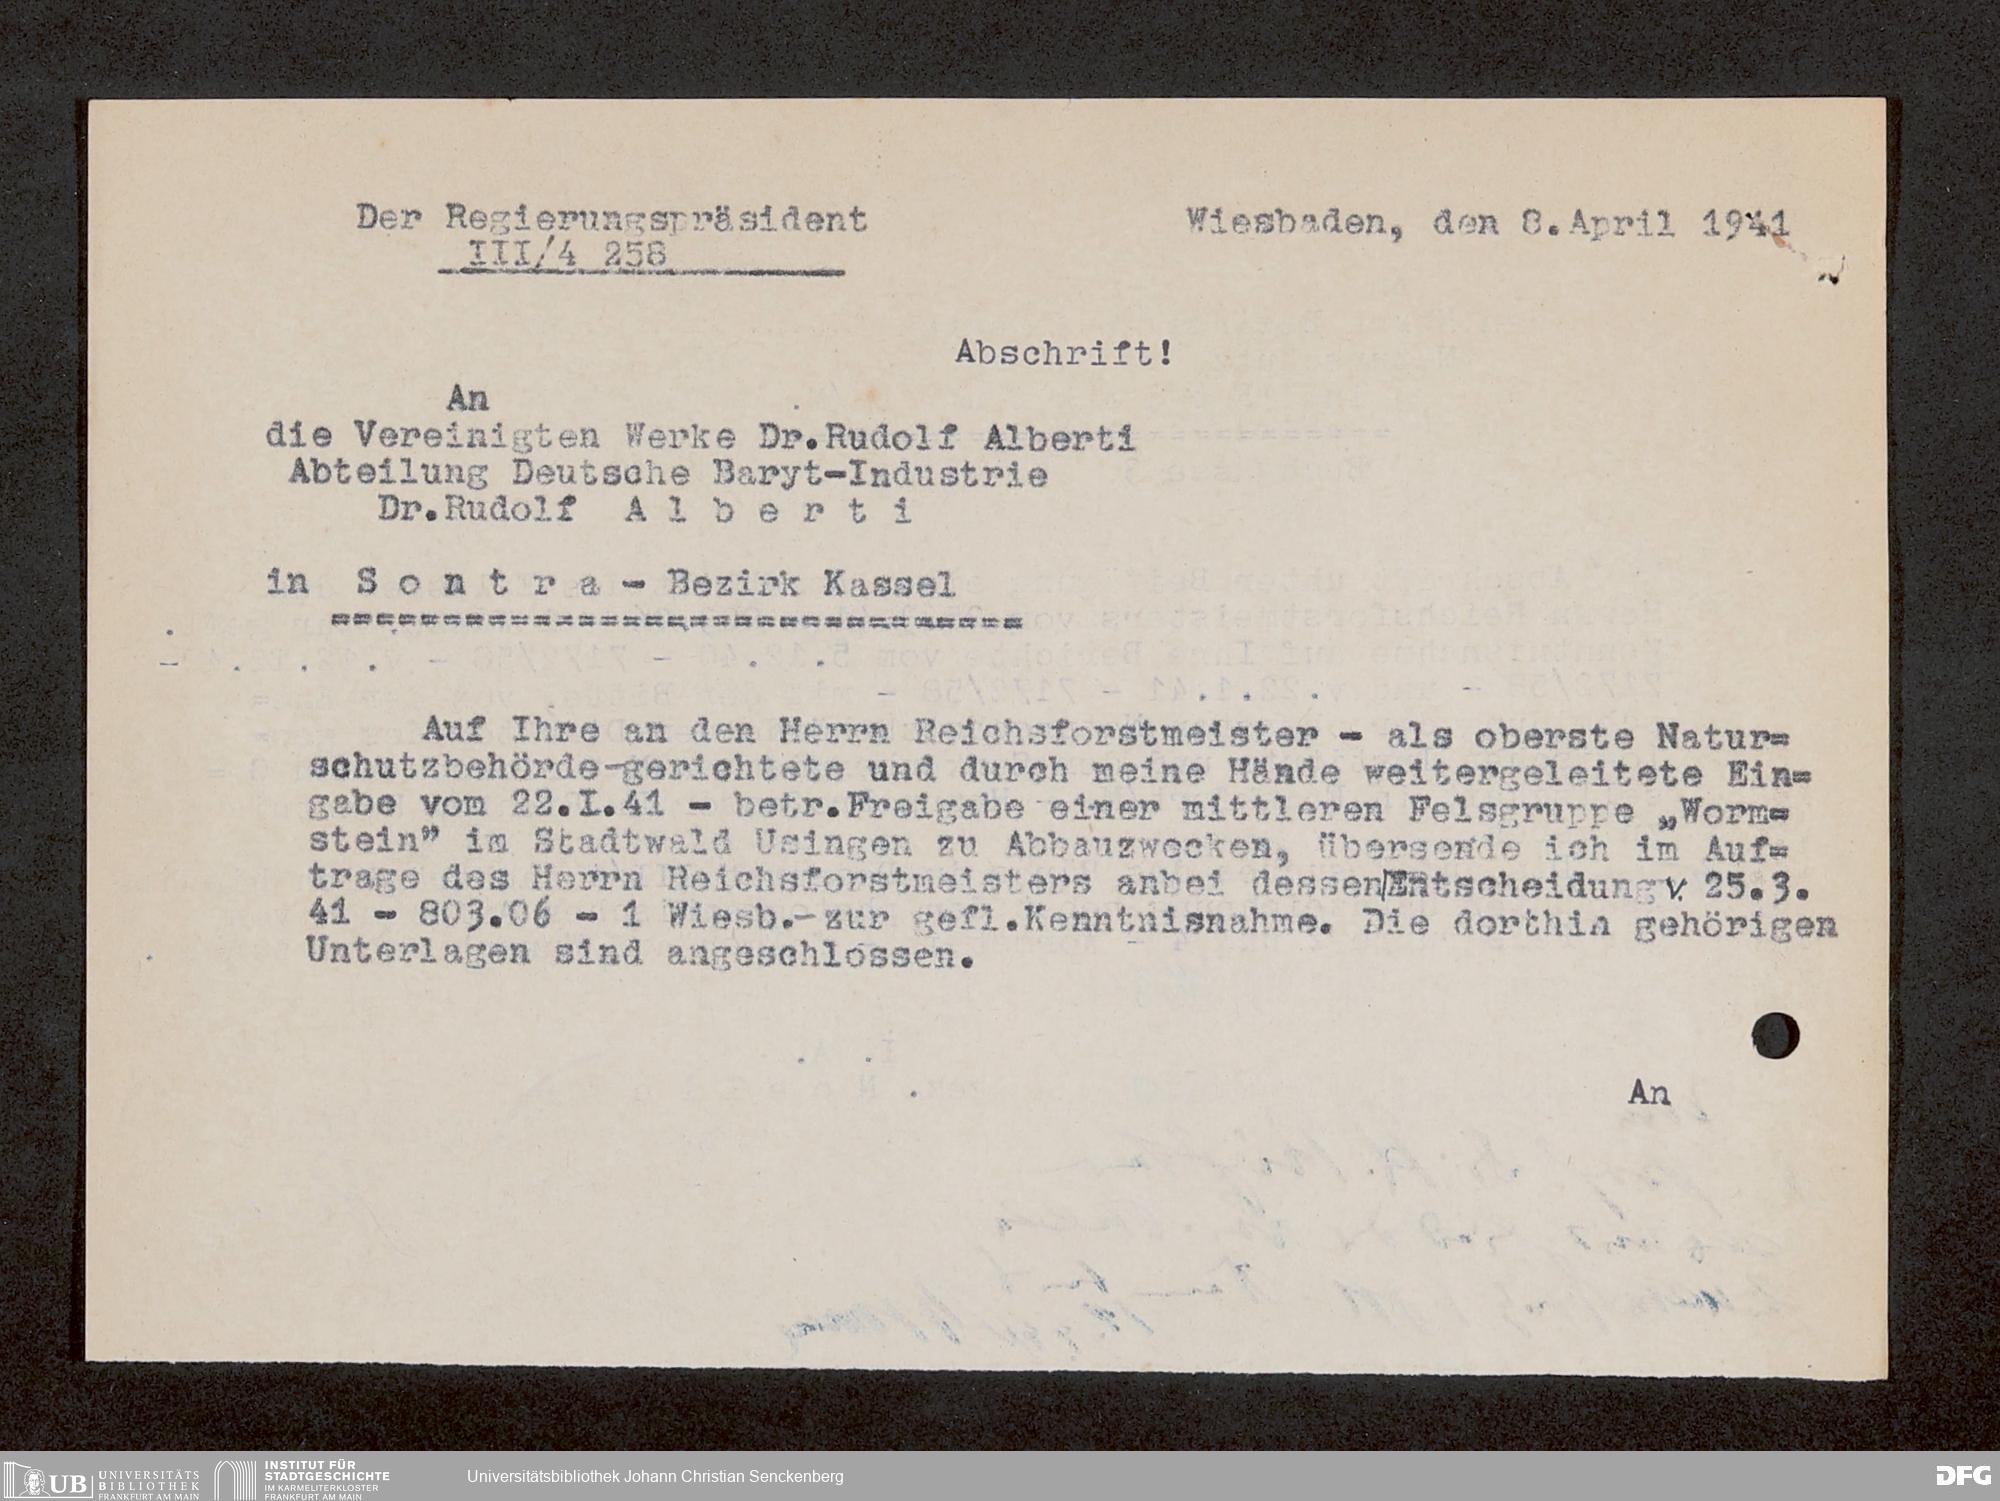 Der Regierungspräsident
Wiesbaden, den 8.April 1941
III/4 258
Abschrift!
An
die Vereinigten Werke Dr.Rudolf Alberti
Abteilung Deutsche Baryt-Industrie
Dr.Rudolf A l b e r t i
in S o n t r a - Bezirk Kassel
===============================
Auf Ihre an den Herrn Reichsforstmeister - als oberste Natur=
schutzbehörde-gerichtete und durch meine Hände weitergeleitete Ein=
gabe vom 22.I.41 - betr.Freigabe einer mittleren Felsgruppe „Worm=
stein” im Stadtwald Usingen zu Abbauzwecken, übersende ich im Auf=
trage des Herrn Reichsforstmeisters anbei dessen/Entscheidung v. 25.3.
41 - 803.06 - 1 Wiesb.-zur gefl.Kenntnisnahme. Die dorthin gehörigen
Unterlagen sind angeschlossen.
An
UB UNIVERSITÄTS
BIBLIOTHEK
FRANKFURT AM MAIN
INSTITUT FÜR
STADTGESCHICHTE
IM KARMELITERKLOSTER
FRANKFURT AM MAIN
Universitätsbibliothek Johann Christian Senckenberg
DFG